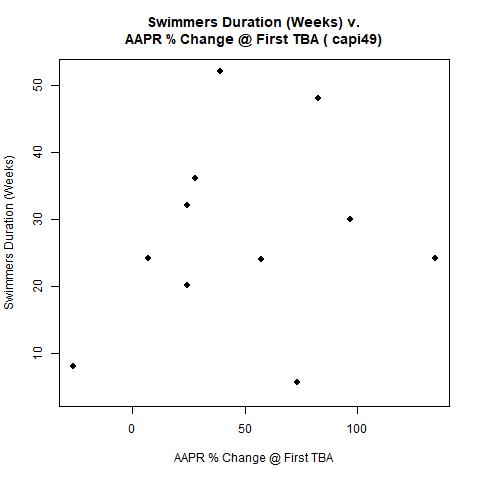 Swimmers Duration (Weeks) v.
AAPR % Change @ First TBA ( capi49)
Swimmers Duration (Weeks)
50
40
30
20
10
0
50
100
AAPR % Change @ First TBA